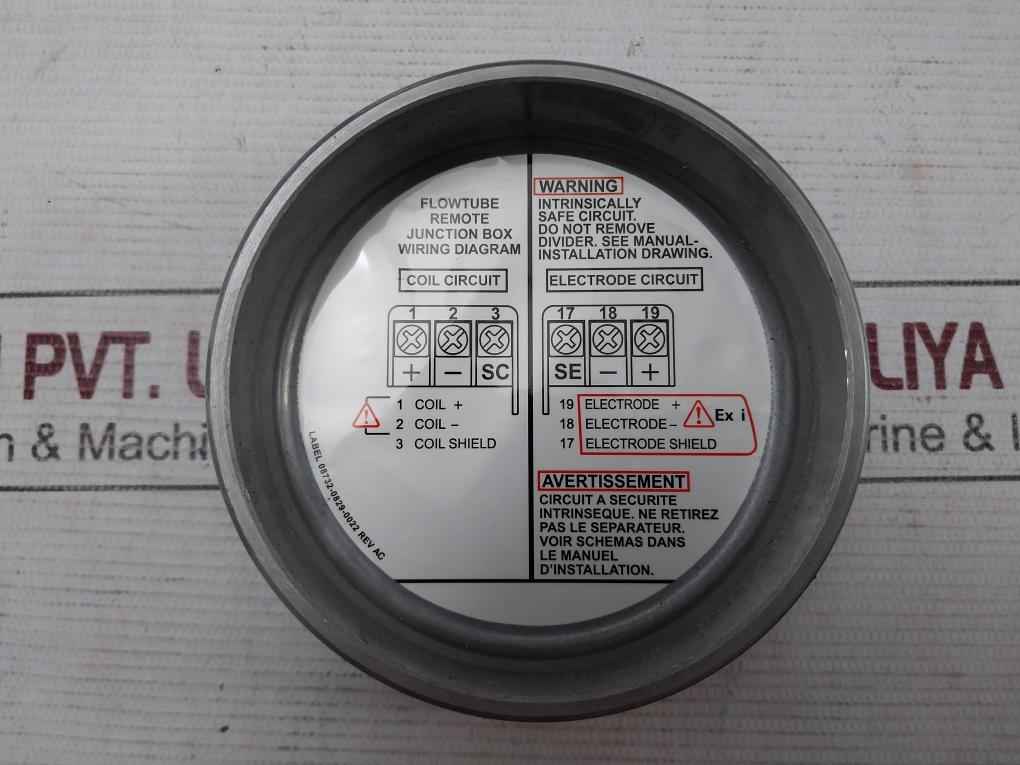 FLOWTUBE
REMOTE
JUNCTION BOX
WIRING DIAGRAM
COIL CIRCUIT
1 2 3
+ − SC
1 COIL +
2 COIL −
3 COIL SHIELD
LABEL 08732-0829-0022 REV AC
WARNING
INTRINSICALLY
SAFE CIRCUIT.
DO NOT REMOVE
DIVIDER. SEE MANUAL-
INSTALLATION DRAWING.
ELECTRODE CIRCUIT
17 18 19
SE − +
19 ELECTRODE +
18 ELECTRODE −
17 ELECTRODE SHIELD
Ex i
AVERTISSEMENT
CIRCUIT A SECURITE
INTRINSEQUE. NE RETIREZ
PAS LE SEPARATEUR.
VOIR SCHEMAS DANS
LE MANUEL
D'INSTALLATION.
PVT. LIYA
& Machi rine &